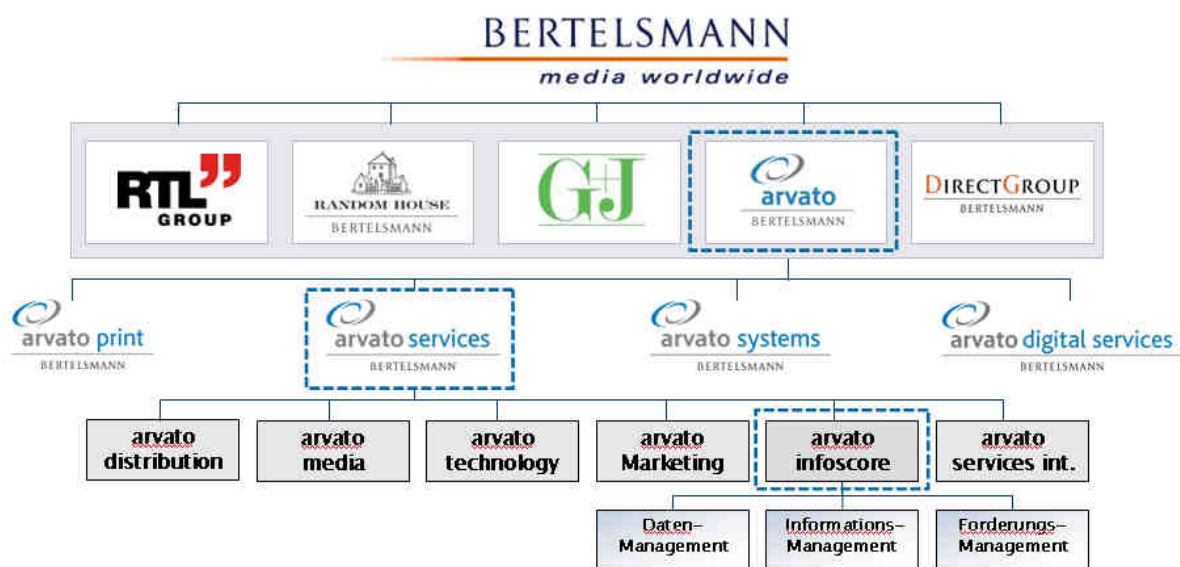 BERTELSMANN
media worldwide
RTL
GROUP
RANDOM HOUSE
BERTELSMANN
G+J
arvato
BERTELSMANN
DIRECTGROUP
BERTELSMANN
arvato print
BERTELSMANN
arvato services
BERTELSMANN
arvato systems
BERTELSMANN
arvato digital services
BERTELSMANN
arvato
distribution
arvato
media
arvato
technology
arvato
Marketing
arvato
infoscore
arvato
services int.
Daten-
Management
Informations-
Management
Forderungs-
Management